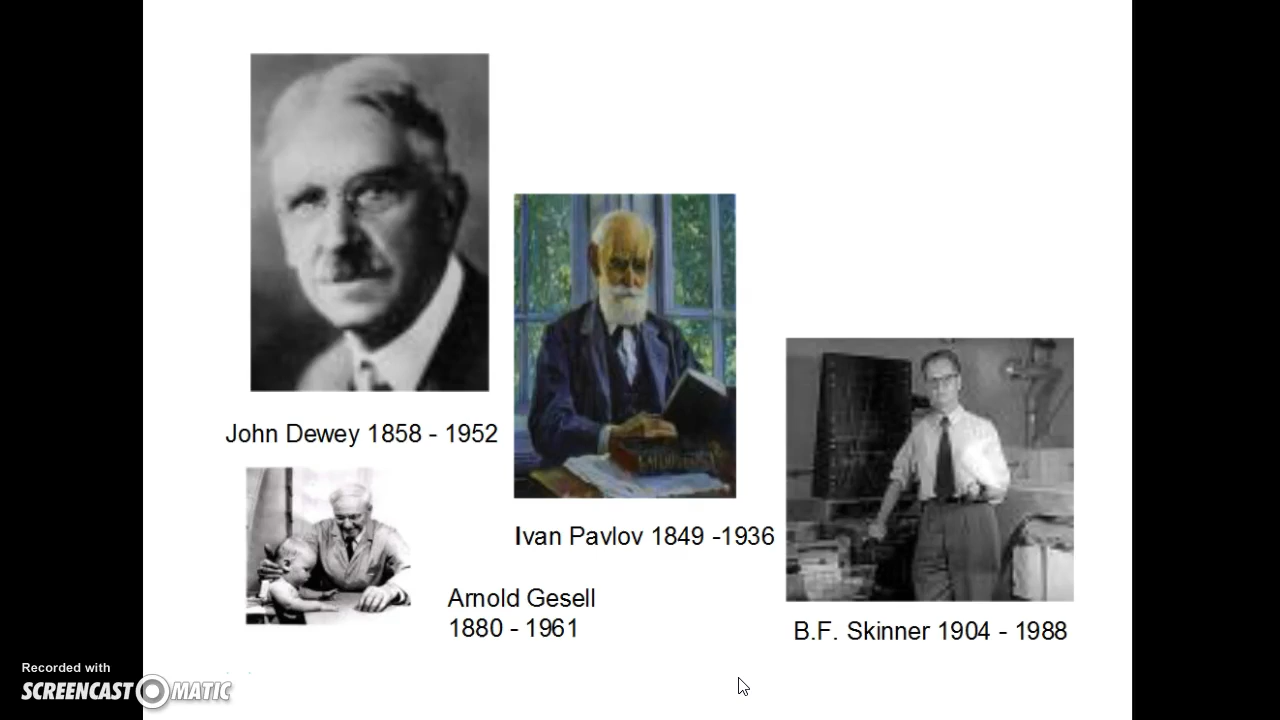 John Dewey 1858 - 1952
Ivan Pavlov 1849 -1936
Arnold Gesell
1880 - 1961
B.F. Skinner 1904 - 1988
Recorded with
SCREENCAST MATIC